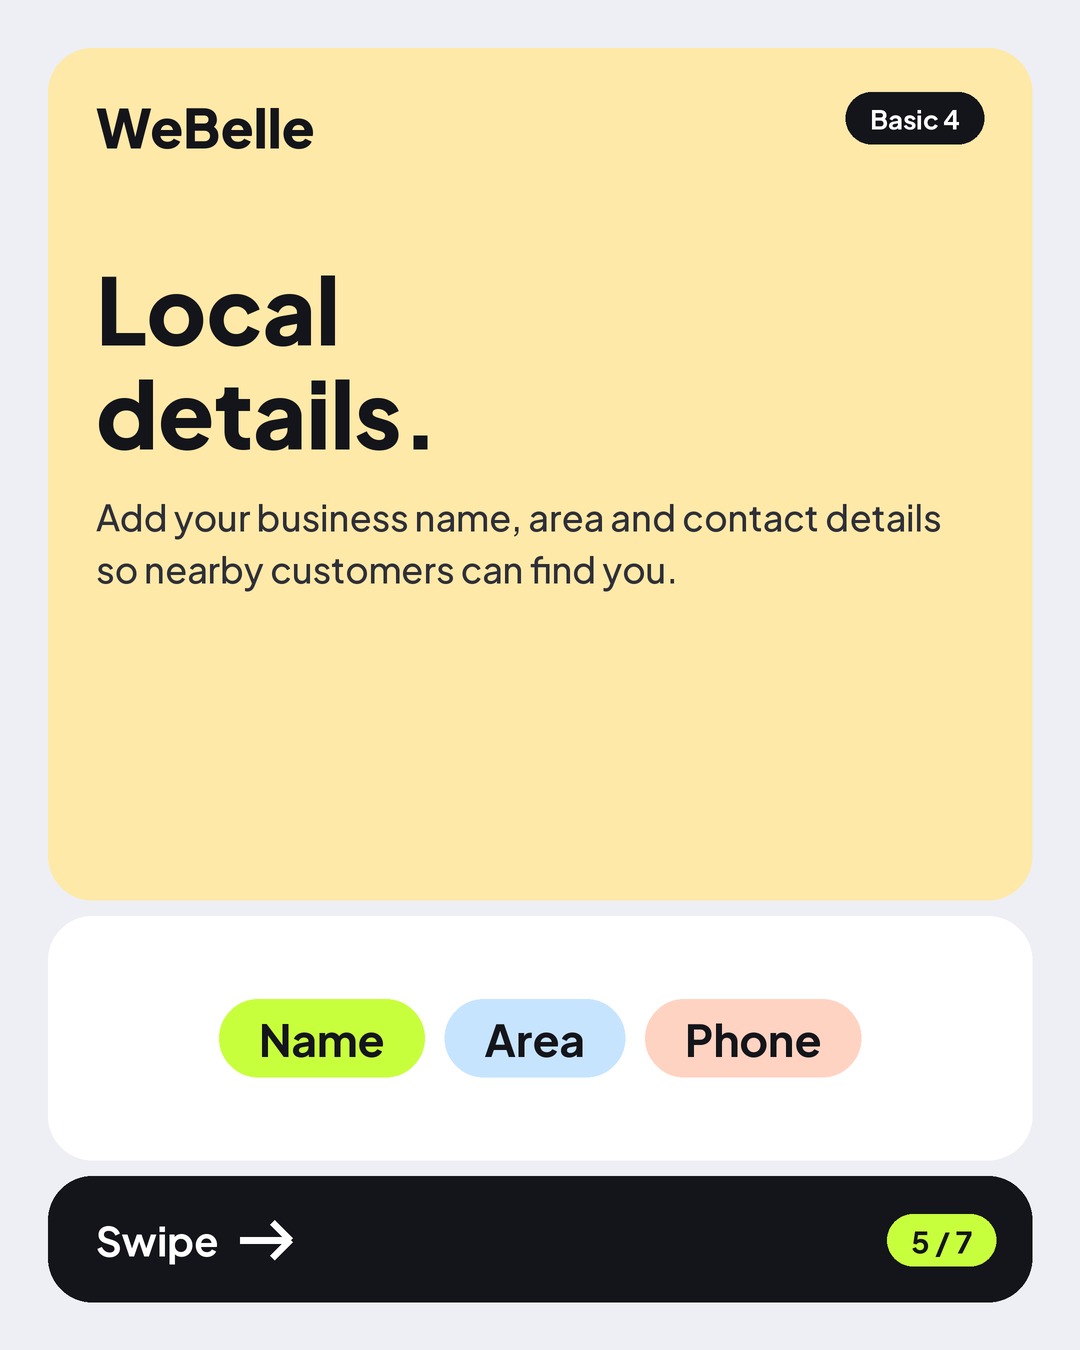 WeBelle
Basic 4
Local
details.
Add your business name, area and contact details
so nearby customers can find you.
Name
Area
Phone
Swipe →
5 / 7